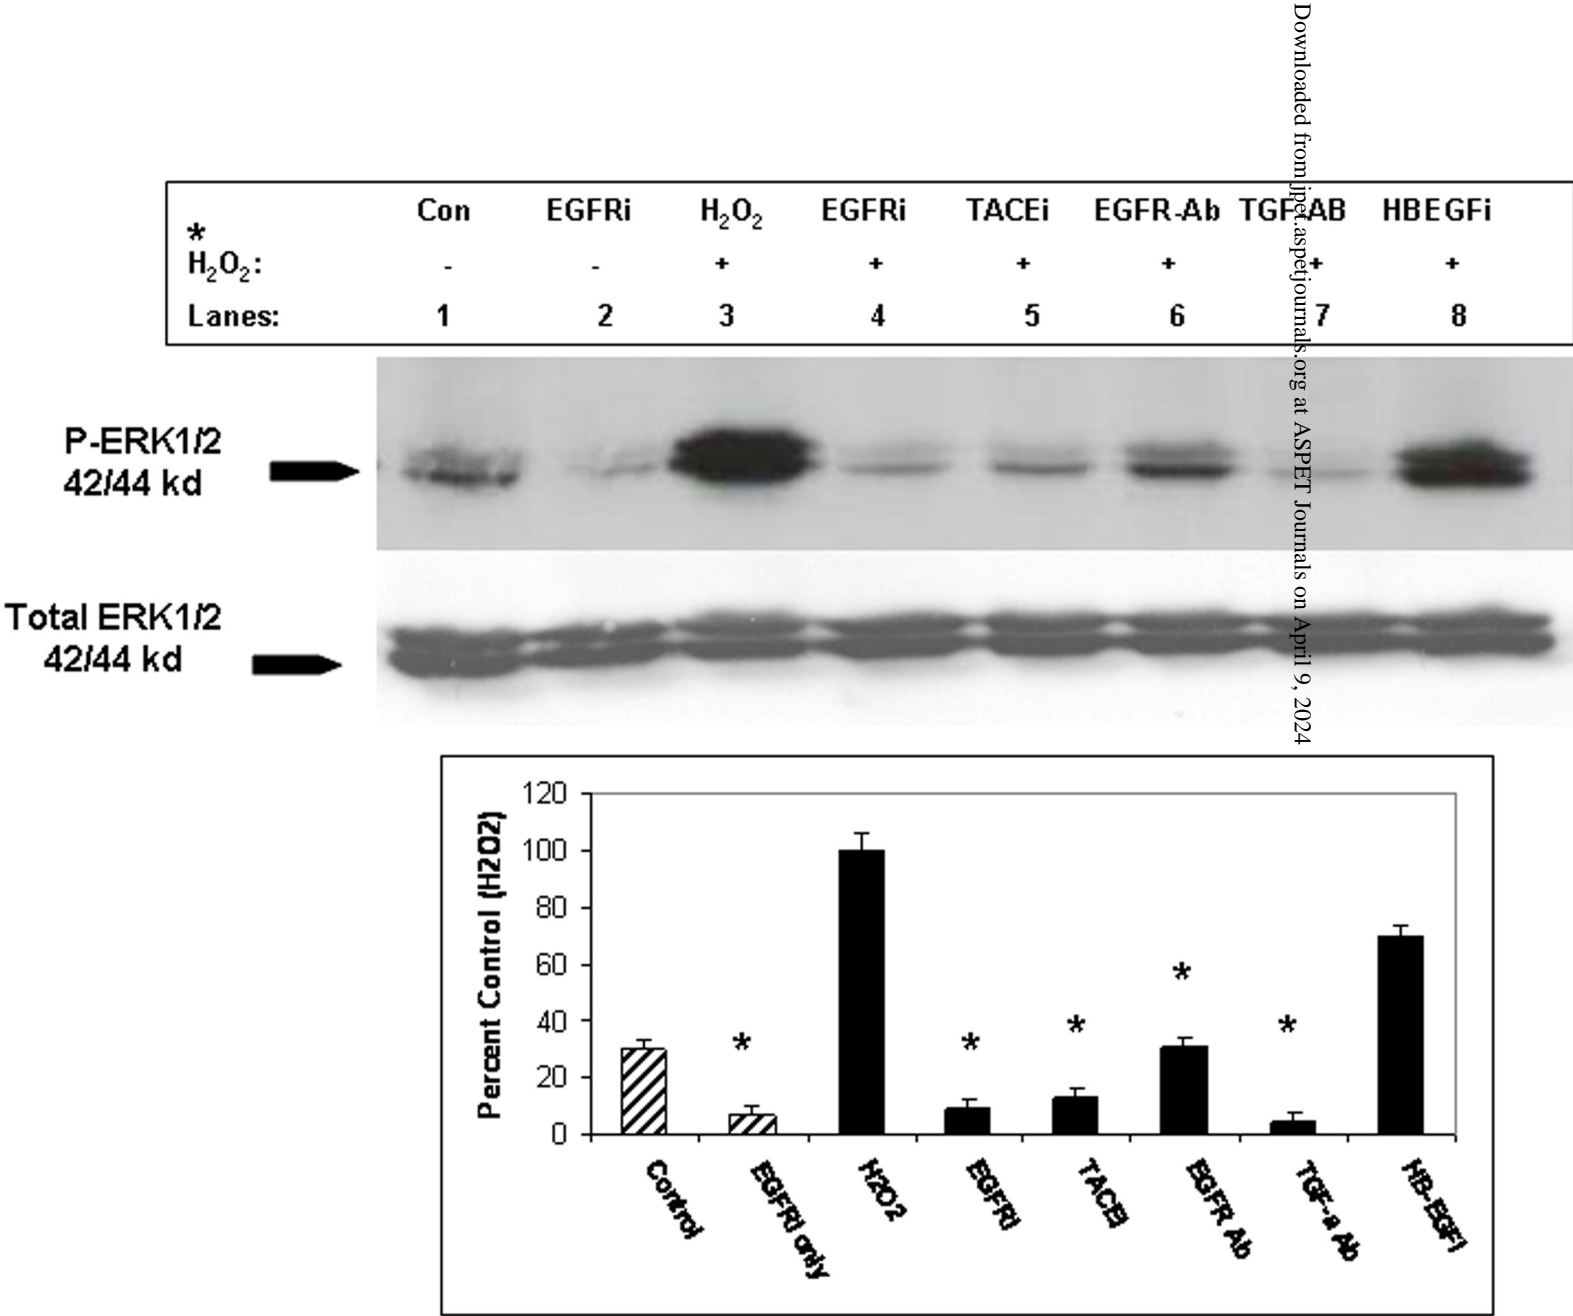 Downloaded from jpet.aspetjournals.org at ASPET Journals on April 9, 2024
Con EGFRi H₂O₂ EGFRi TACEi EGFR-Ab TGF-AB HBEGFi
*
H₂O₂: - - + + + + + +
Lanes: 1 2 3 4 5 6 7 8
P-ERK1/2
42/44 kd
Total ERK1/2
42/44 kd
Percent Control (H2O2)
120
100
80
60
40
20
0
* * * * *
Control
EGFRi only
H2O2
EGFRi
TACEi
EGFR Ab
TGF-a Ab
HB-EGFi